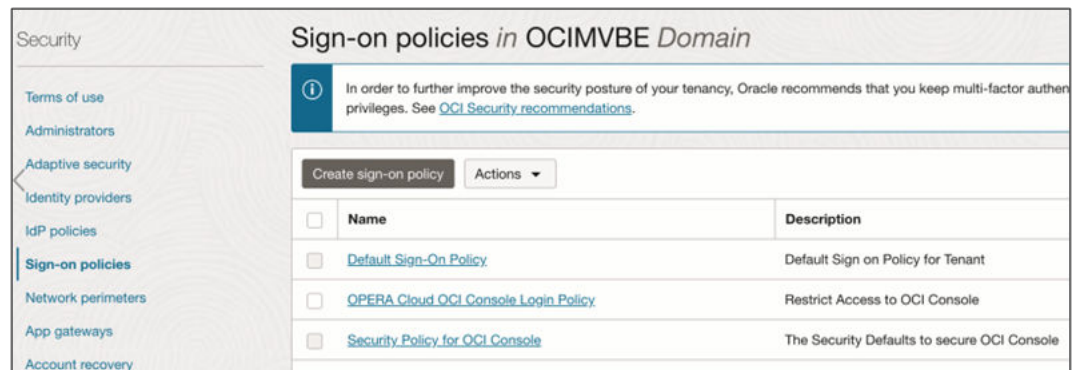 Security
Terms of use
Administrators
Adaptive security
Identity providers
IdP policies
Sign-on policies
Network perimeters
App gateways
Account recovery
Sign-on policies in OCIMVBE Domain
In order to further improve the security posture of your tenancy, Oracle recommends that you keep multi-factor authen
privileges. See OCI Security recommendations.
Create sign-on policy Actions
Name Description
Default Sign-On Policy Default Sign on Policy for Tenant
OPERA Cloud OCI Console Login Policy Restrict Access to OCI Console
Security Policy for OCI Console The Security Defaults to secure OCI Console